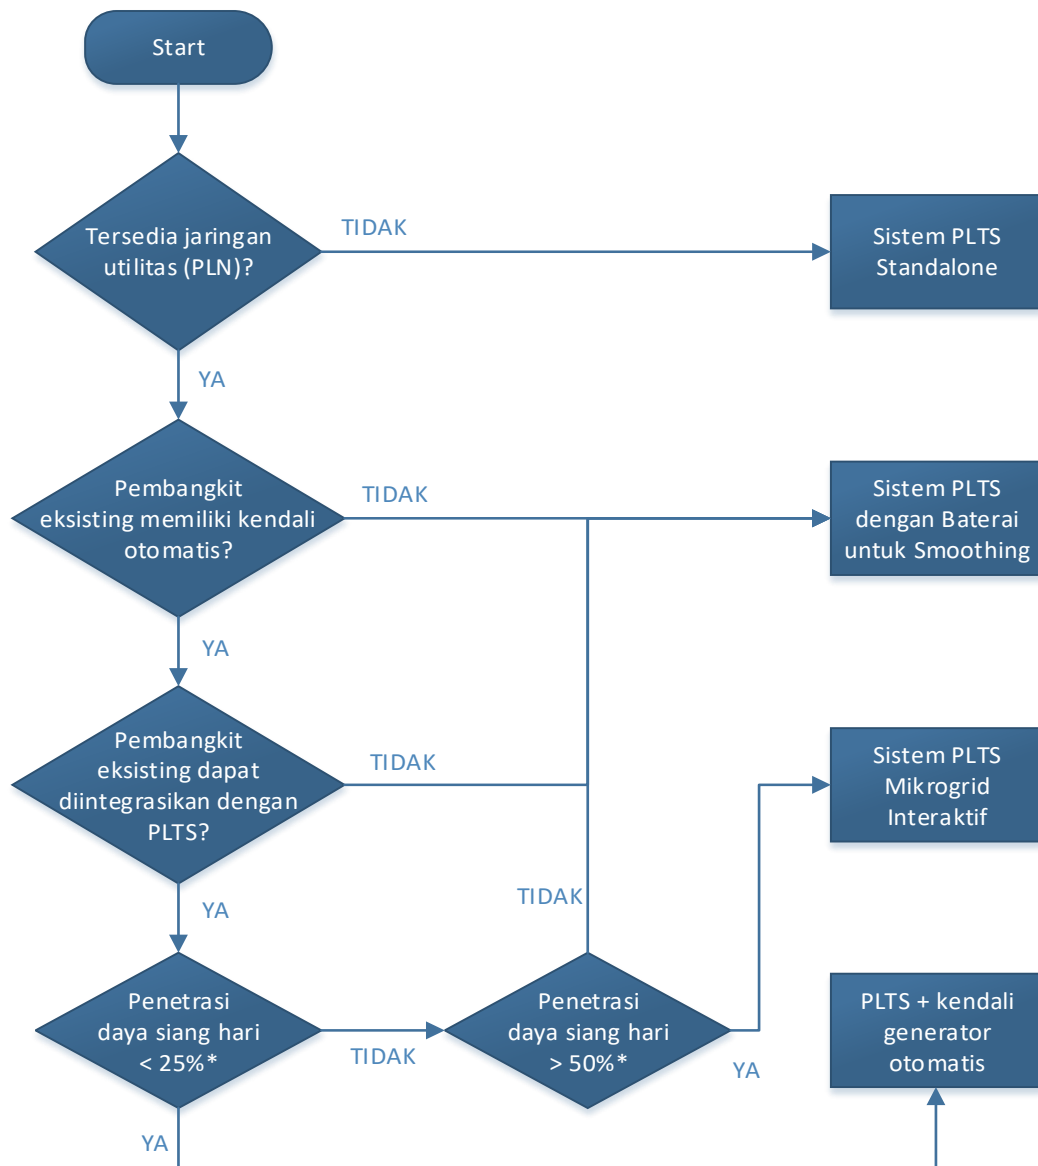 Start
Tersedia jaringan
utilitas (PLN)?
TIDAK
Sistem PLTS
Standalone
YA
Pembangkit
eksisting memiliki kendali
otomatis?
TIDAK
Sistem PLTS
dengan Baterai
untuk Smoothing
YA
Pembangkit
eksisting dapat
diintegrasikan dengan
PLTS?
TIDAK
Sistem PLTS
Mikrogrid
Interaktif
YA
TIDAK
Penetrasi
daya siang hari
< 25%*
TIDAK
Penetrasi
daya siang hari
> 50%*
YA
PLTS + kendali
generator
otomatis
YA